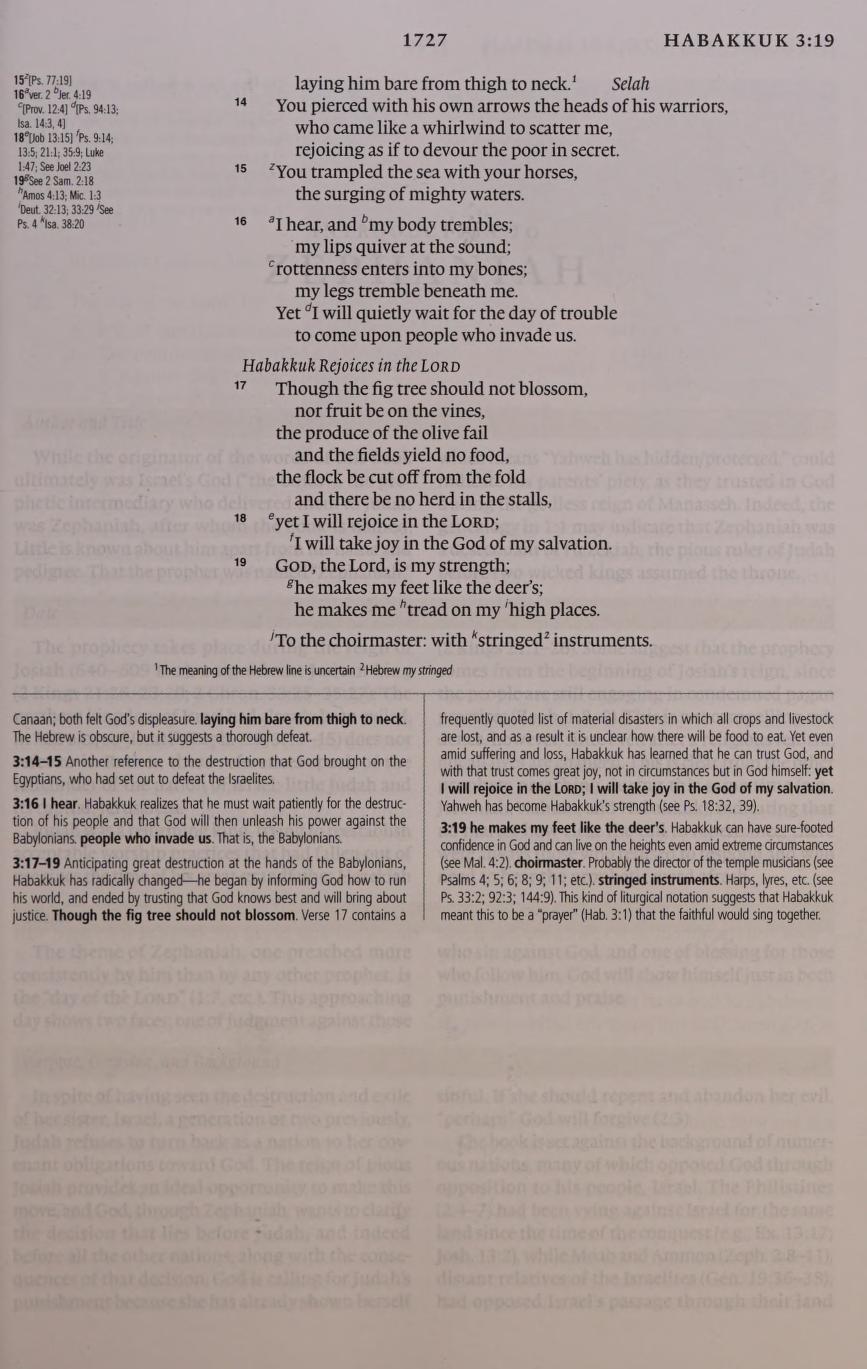 1727
HABAKKUK 3:19
15ᶻ[Ps. 77:19]
16ᵃver. 2 ᵇJer. 4:19
ᶜ[Prov. 12:4] ᵈ[Ps. 94:13;
Isa. 14:3, 4]
18ᵉ[Job 13:15] ᶠPs. 9:14;
13:5; 21:1; 35:9; Luke
1:47; See Joel 2:23
19ᵍSee 2 Sam. 2:18
ʰAmos 4:13; Mic. 1:3
ⁱDeut. 32:13; 33:29 ʲSee
Ps. 4 ᵏIsa. 38:20
laying him bare from thigh to neck.¹ Selah
14 You pierced with his own arrows the heads of his warriors,
who came like a whirlwind to scatter me,
rejoicing as if to devour the poor in secret.
15 ᶻYou trampled the sea with your horses,
the surging of mighty waters.
16 ᵃI hear, and ᵇmy body trembles;
my lips quiver at the sound;
ᶜrottenness enters into my bones;
my legs tremble beneath me.
Yet ᵈI will quietly wait for the day of trouble
to come upon people who invade us.
Habakkuk Rejoices in the LORD
17 Though the fig tree should not blossom,
nor fruit be on the vines,
the produce of the olive fail
and the fields yield no food,
the flock be cut off from the fold
and there be no herd in the stalls,
18 ᵉyet I will rejoice in the LORD;
ᶠI will take joy in the God of my salvation.
19 GOD, the Lord, is my strength;
ᵍhe makes my feet like the deer's;
he makes me ʰtread on my ⁱhigh places.
ʲTo the choirmaster: with ᵏstringed² instruments.
¹The meaning of the Hebrew line is uncertain ²Hebrew my stringed
Canaan; both felt God's displeasure. laying him bare from thigh to neck.
The Hebrew is obscure, but it suggests a thorough defeat.
3:14–15 Another reference to the destruction that God brought on the
Egyptians, who had set out to defeat the Israelites.
3:16 I hear. Habakkuk realizes that he must wait patiently for the destruc-
tion of his people and that God will then unleash his power against the
Babylonians. people who invade us. That is, the Babylonians.
3:17–19 Anticipating great destruction at the hands of the Babylonians,
Habakkuk has radically changed—he began by informing God how to run
his world, and ended by trusting that God knows best and will bring about
justice. Though the fig tree should not blossom. Verse 17 contains a
frequently quoted list of material disasters in which all crops and livestock
are lost, and as a result it is unclear how there will be food to eat. Yet even
amid suffering and loss, Habakkuk has learned that he can trust God, and
with that trust comes great joy, not in circumstances but in God himself: yet
I will rejoice in the LORD; I will take joy in the God of my salvation.
Yahweh has become Habakkuk's strength (see Ps. 18:32, 39).
3:19 he makes my feet like the deer's. Habakkuk can have sure-footed
confidence in God and can live on the heights even amid extreme circumstances
(see Mal. 4:2). choirmaster. Probably the director of the temple musicians (see
Psalms 4; 5; 6; 8; 9; 11; etc.). stringed instruments. Harps, lyres, etc. (see
Ps. 33:2; 92:3; 144:9). This kind of liturgical notation suggests that Habakkuk
meant this to be a "prayer" (Hab. 3:1) that the faithful would sing together.